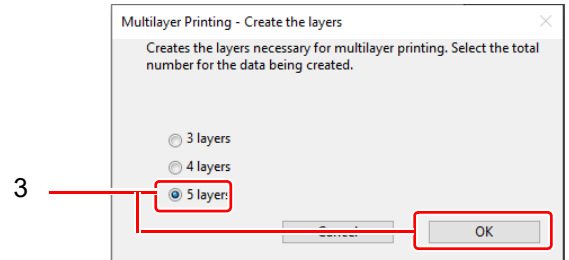 Multilayer Printing - Create the layers
Creates the layers necessary for multilayer printing. Select the total
number for the data being created.
3 layers
4 layers
3
5 layers
Cancel
OK